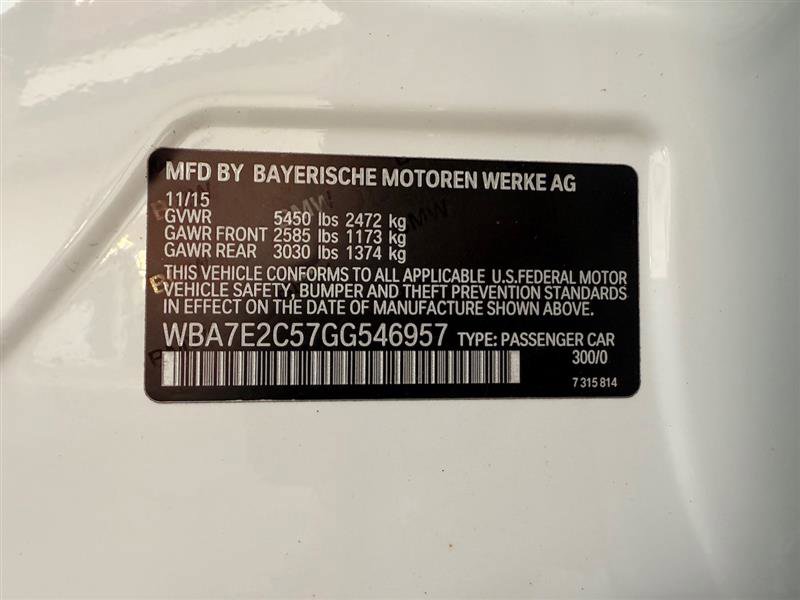 MFD BY BAYERISCHE MOTOREN WERKE AG
11/15
GVWR 5450 lbs 2472 kg
GAWR FRONT 2585 lbs 1173 kg
GAWR REAR 3030 lbs 1374 kg
THIS VEHICLE CONFORMS TO ALL APPLICABLE U.S.FEDERAL MOTOR
VEHICLE SAFETY, BUMPER AND THEFT PREVENTION STANDARDS
IN EFFECT ON THE DATE OF MANUFACTURE SHOWN ABOVE.
WBA7E2C57GG546957 TYPE: PASSENGER CAR
300/0
7 315 814